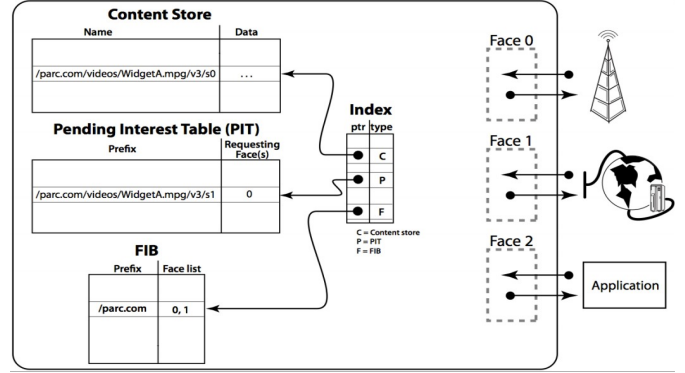 Content Store
Name Data
/parc.com/videos/WidgetA.mpg/v3/s0 ...
Pending Interest Table (PIT)
Prefix Requesting
Face(s)
/parc.com/videos/WidgetA.mpg/v3/s1 0
FIB
Prefix Face list
/parc.com 0, 1
Index
ptr type
C
P
F
C = Content store
P = PIT
F = FIB
Face 0
Face 1
Face 2
Application